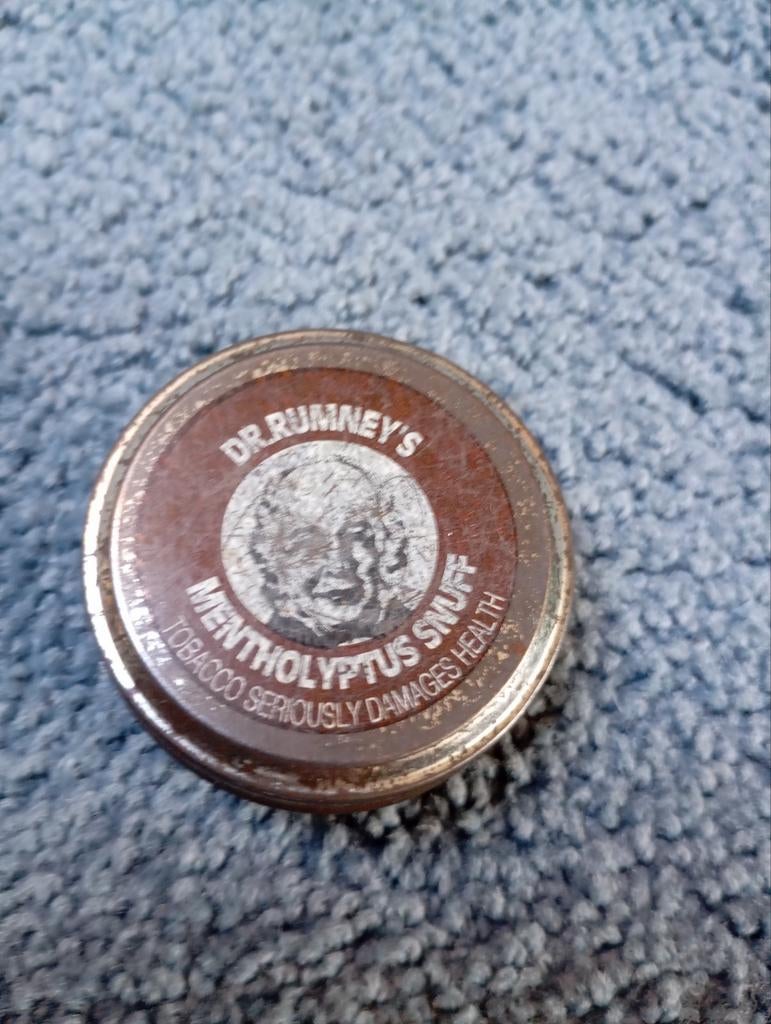 DR.RUMNEY'S
MENTHOLYPTUS SNUFF
TOBACCO SERIOUSLY DAMAGES HEALTH